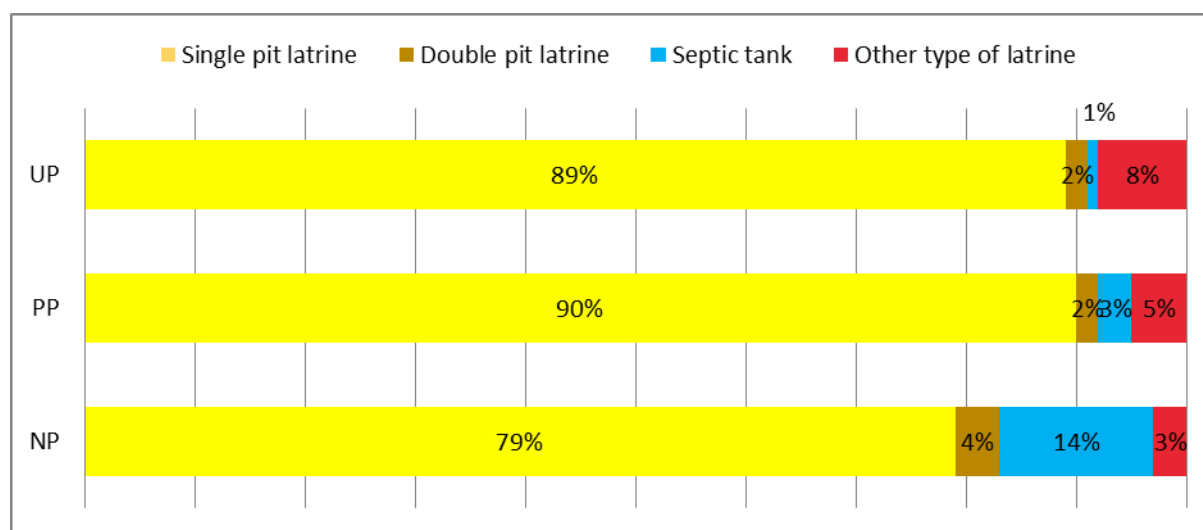 Single pit latrine Double pit latrine Septic tank Other type of latrine
1%
UP 89% 2% 8%
PP 90% 2% 3% 5%
NP 79% 4% 14% 3%